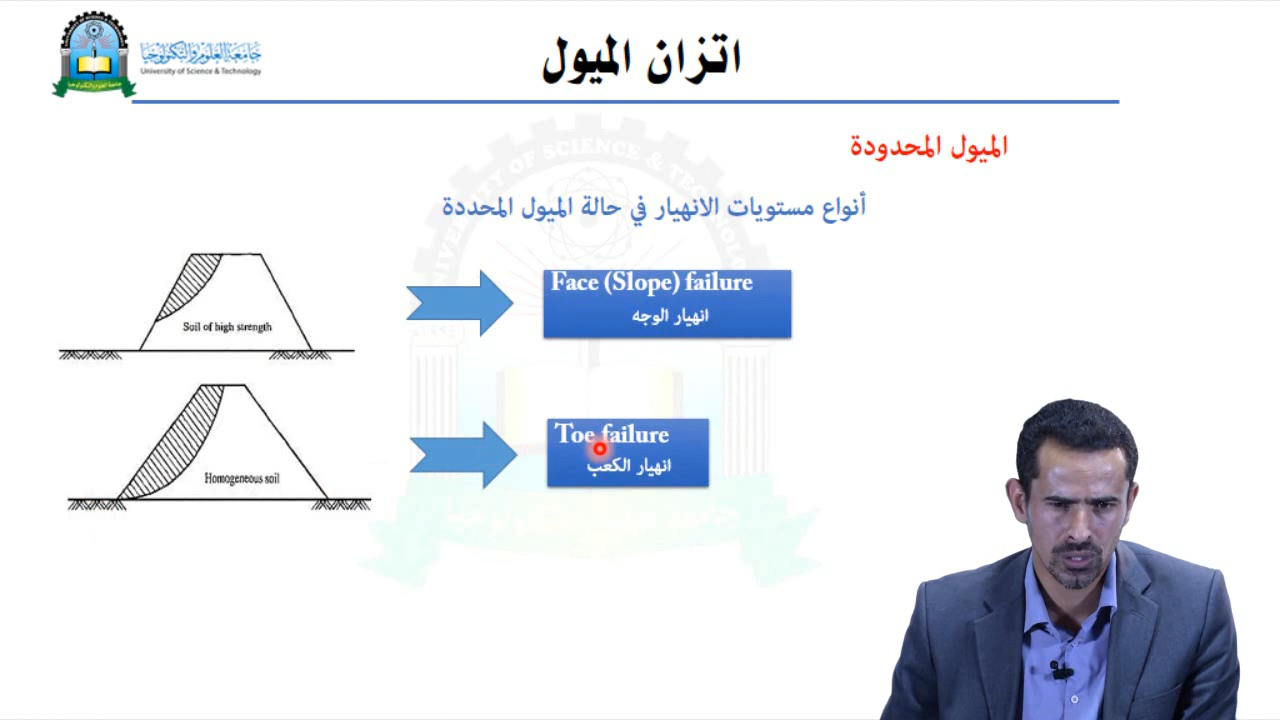 جامعة العلوم والتكنولوجيا
University of Science & Technology
اتزان الميول
الميول المحدودة
أنواع مستويات الانهيار في حالة الميول المحددة
Soil of high strength
Face (Slope) failure
انهيار الوجه
Homogeneous soil
Toe failure
انهيار الكعب